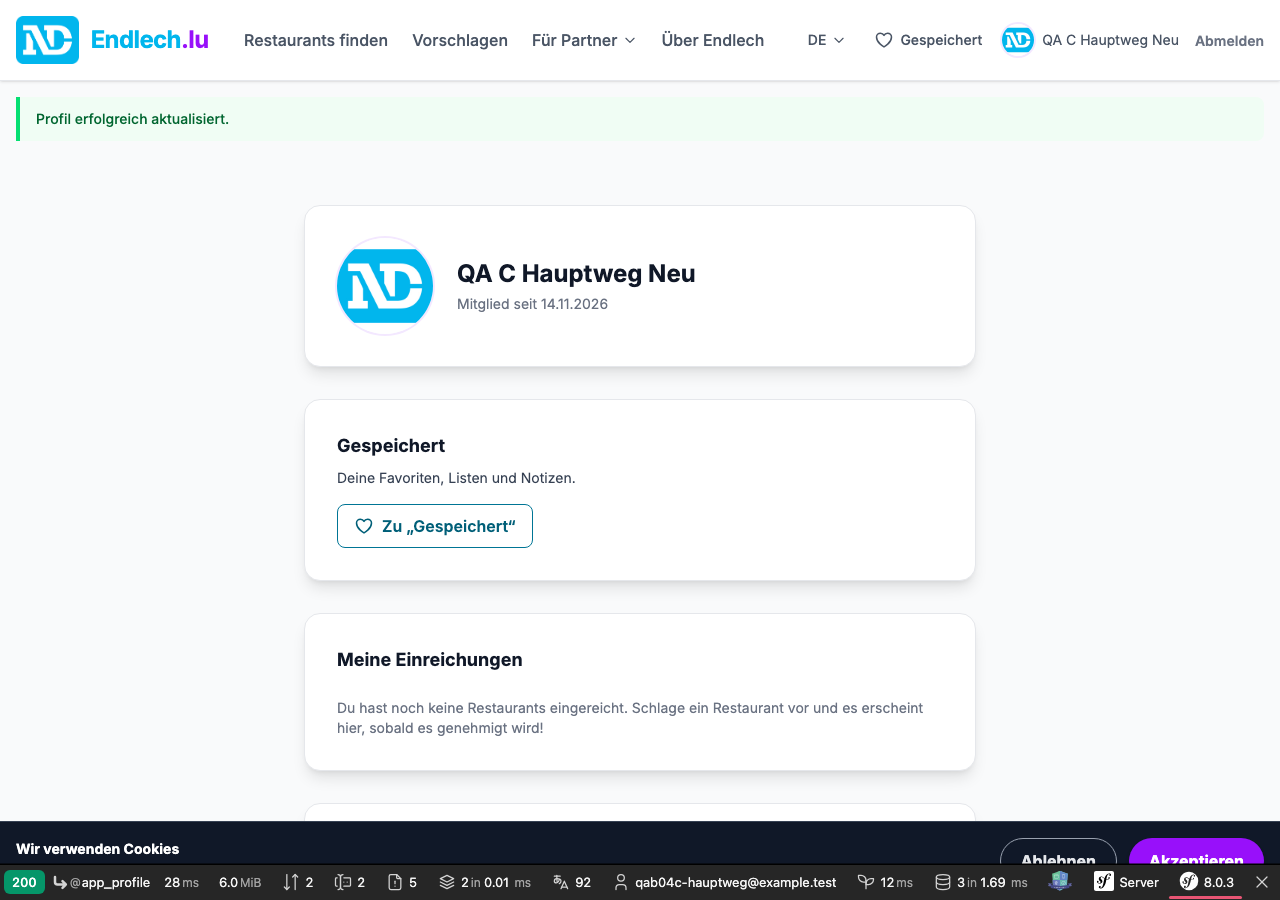 Endlech.lu
Restaurants finden
Vorschlagen
Für Partner
Über Endlech
DE
Gespeichert
QA C Hauptweg Neu
Abmelden
Profil erfolgreich aktualisiert.
QA C Hauptweg Neu
Mitglied seit 14.11.2026
Gespeichert
Deine Favoriten, Listen und Notizen.
Zu „Gespeichert“
Meine Einreichungen
Du hast noch keine Restaurants eingereicht. Schlage ein Restaurant vor und es erscheint
hier, sobald es genehmigt wird!
Wir verwenden Cookies
Ablehnen
Akzeptieren
200 @app_profile 28 ms 6.0 MiB 2 2 5 2 in 0.01 ms 92 qab04c-hauptweg@example.test 12 ms 3 in 1.69 ms Server 8.0.3